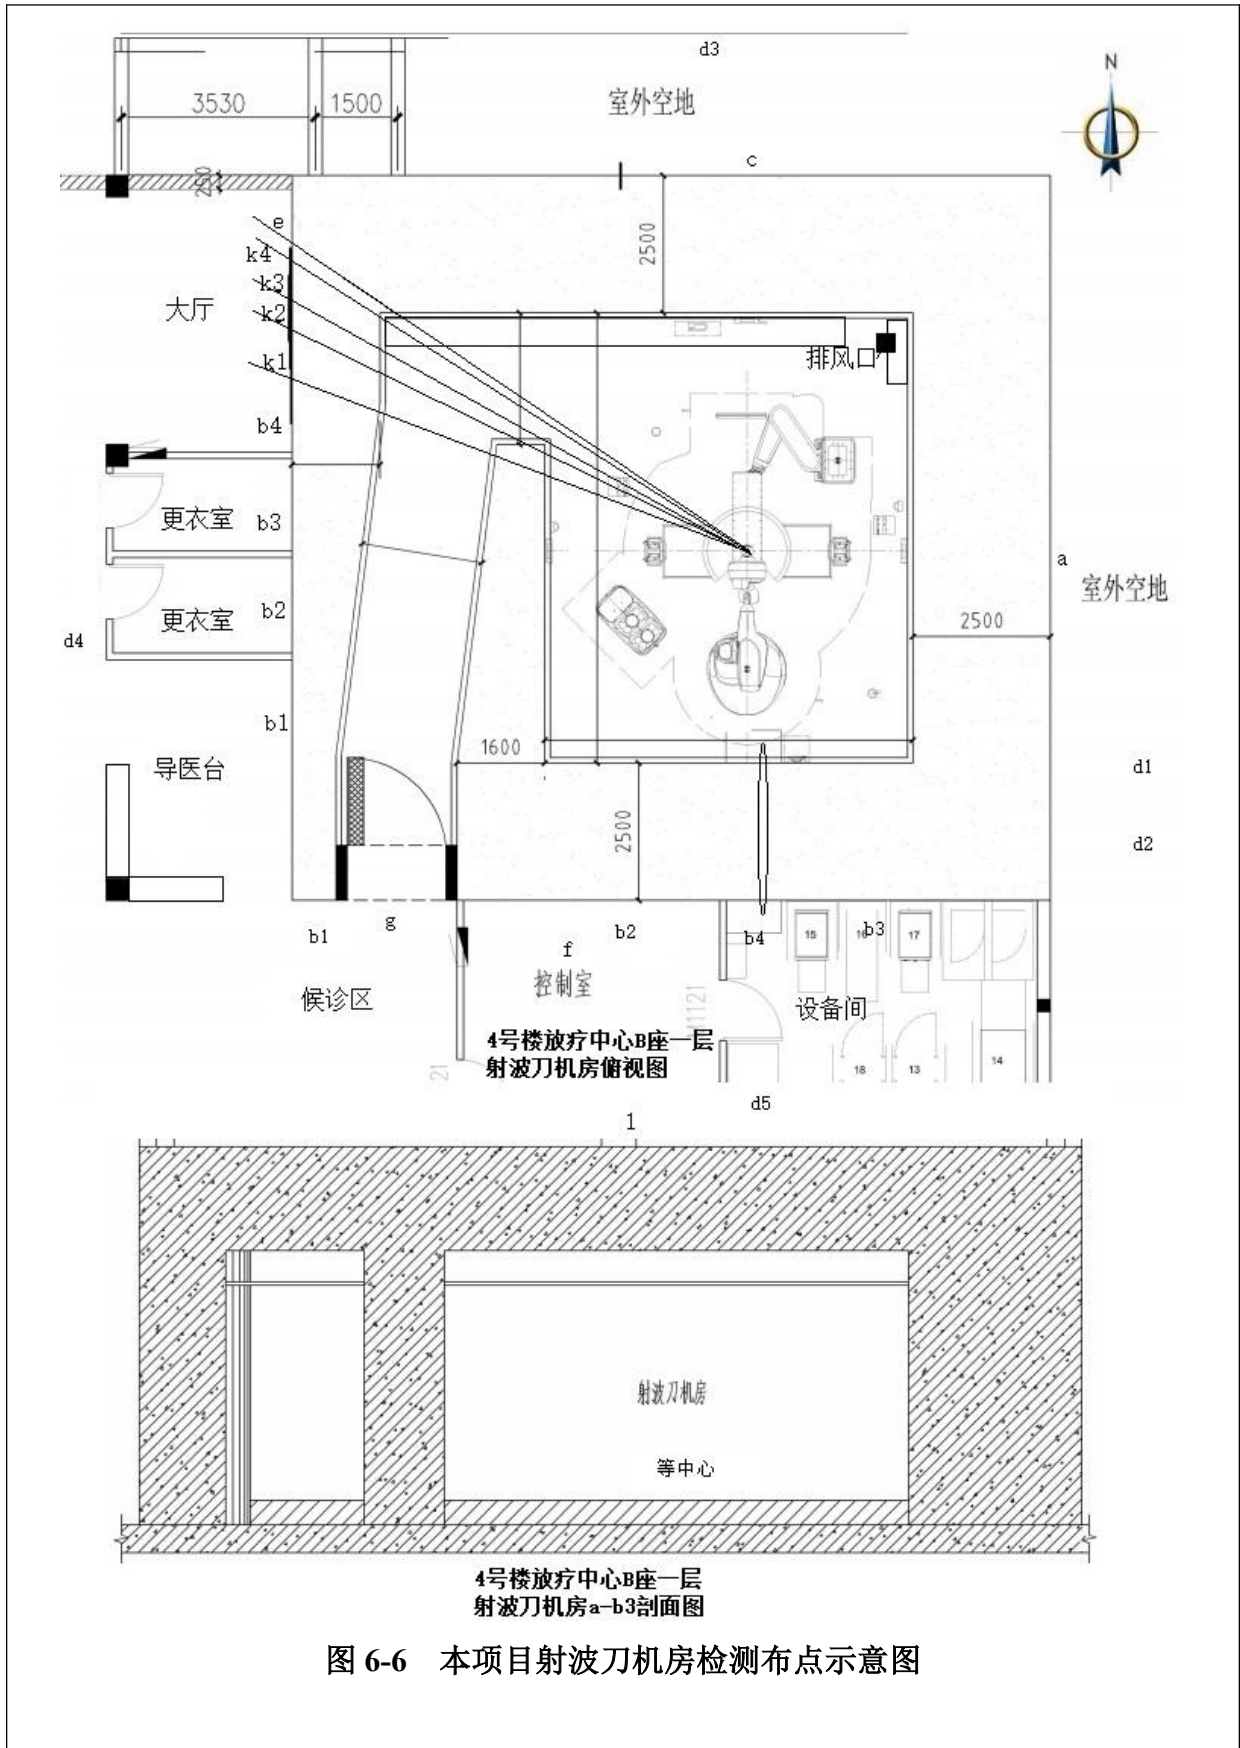 d3
N
3530
1500
室外空地
c
250
e
2500
k4
k3
大厅
k2
k1
排风口
b4
更衣室
b3
a
室外空地
更衣室
b2
2500
d4
b1
1600
导医台
d1
2500
d2
g
b1
b2
b4
15
16
b3
17
f
控制室
候诊区
设备间
M1121
4号楼放疗中心B座一层
射波刀机房俯视图
21
18
13
14
d5
1
射波刀机房
等中心
4号楼放疗中心B座一层
射波刀机房a-b3剖面图
图 6-6 本项目射波刀机房检测布点示意图